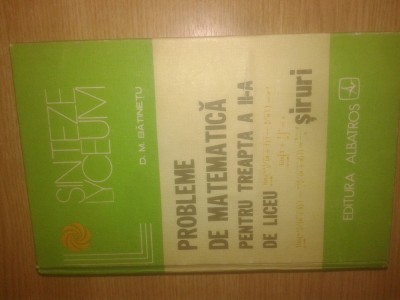 SINTEZE
LYCEUM
D. M. BĂTINEȚU
PROBLEME
DE MATEMATICĂ
PENTRU TREAPTA A II-A
DE LICEU
șiruri
EDITURA ALBATROS